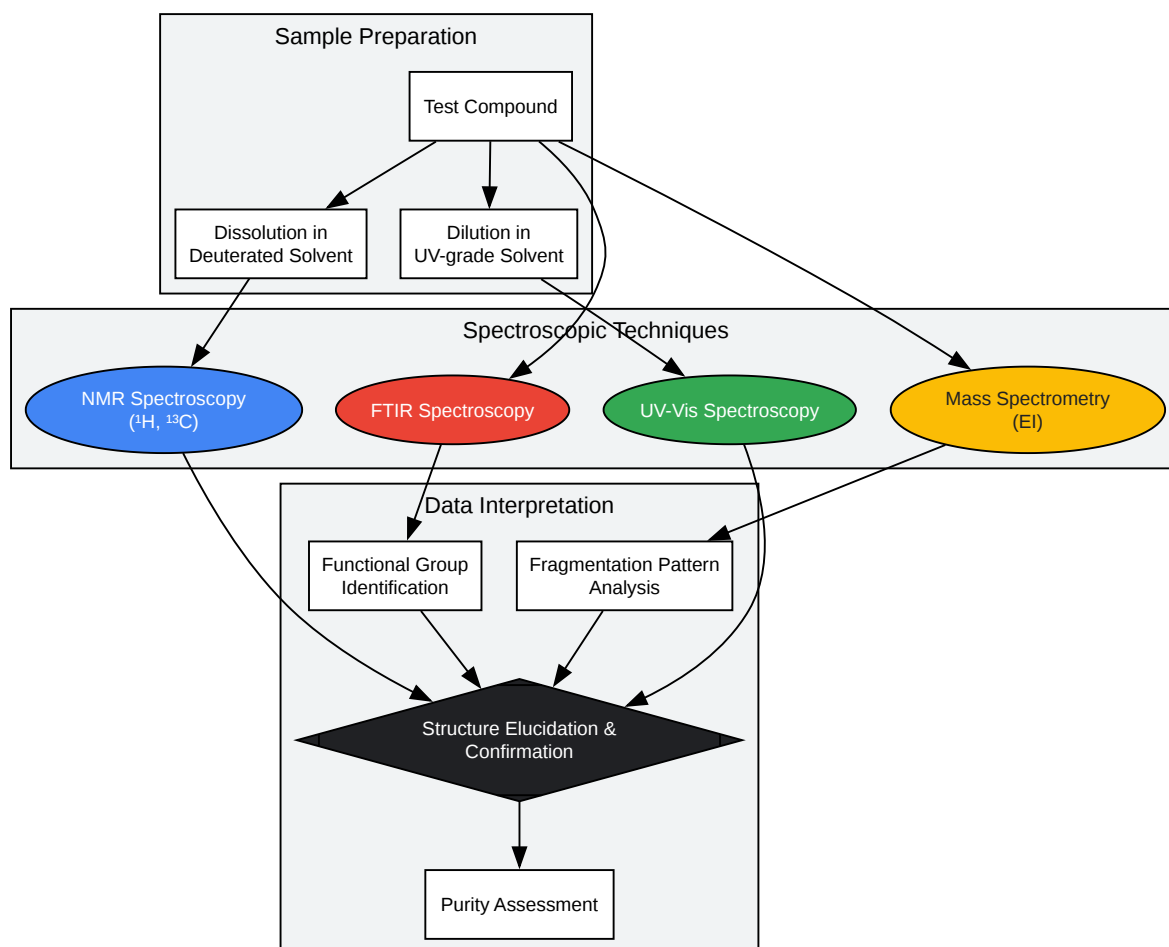 Sample Preparation
Test Compound
Dissolution in
Deuterated Solvent
Dilution in
UV-grade Solvent
Spectroscopic Techniques
NMR Spectroscopy
(¹H, ¹³C)
FTIR Spectroscopy
UV-Vis Spectroscopy
Mass Spectrometry
(EI)
Data Interpretation
Functional Group
Identification
Fragmentation Pattern
Analysis
Structure Elucidation &
Confirmation
Purity Assessment